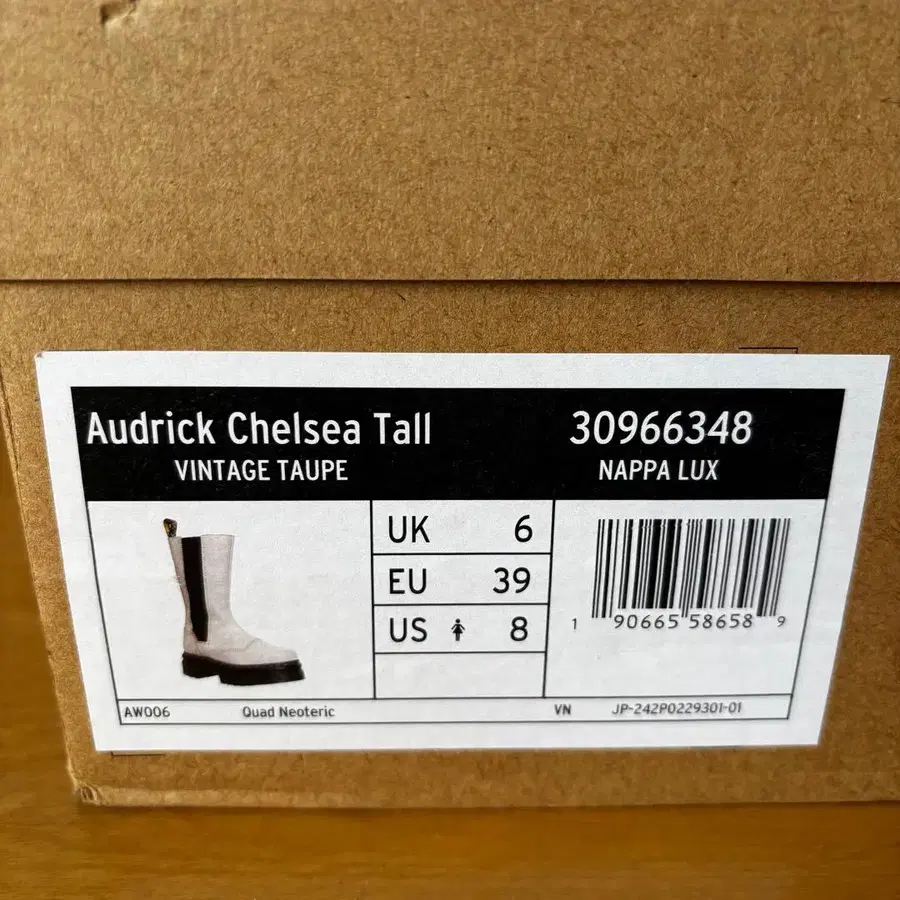 Audrick Chelsea Tall 30966348
VINTAGE TAUPE NAPPA LUX
UK 6
EU 39
US 8
1 90665 58658 9
AW006 Quad Neoteric VN JP-242P0229301-01